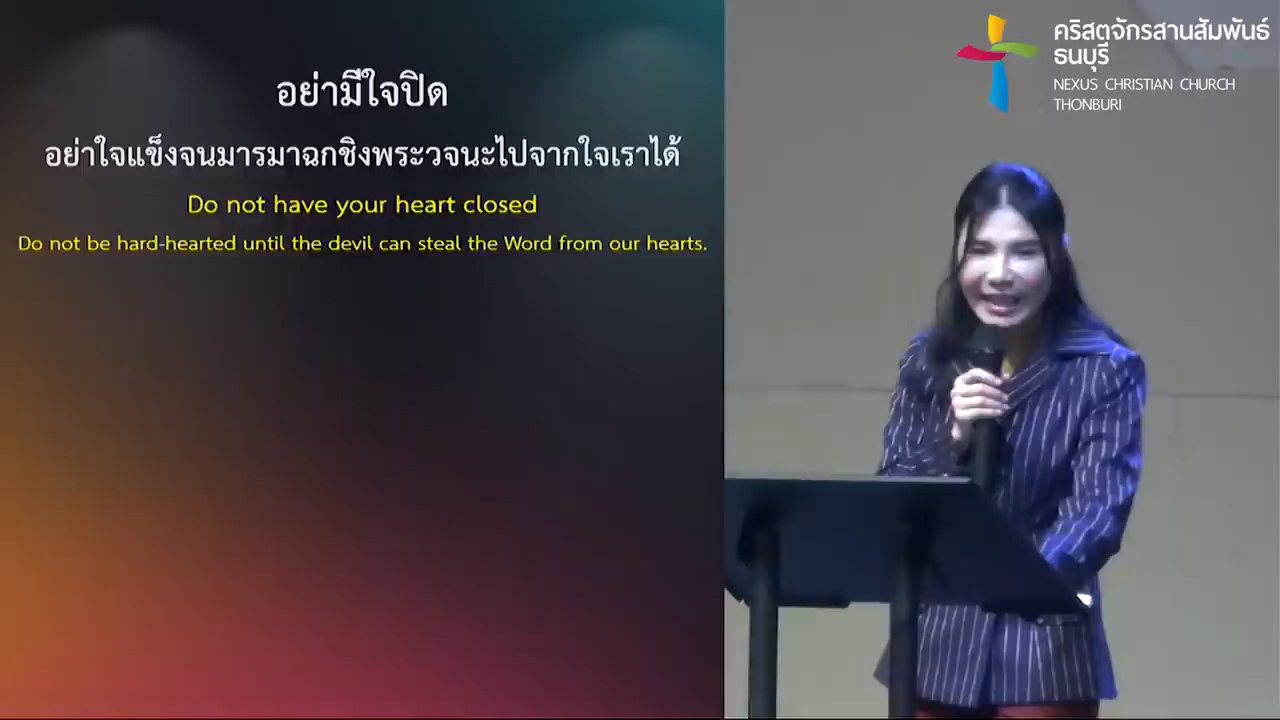 อย่ามีใจปิด
อย่าใจแข็งจนมารมาฉกชิงพระวจนะไปจากใจเราได้
Do not have your heart closed
Do not be hard-hearted until the devil can steal the Word from our hearts.
คริสตจักรสานสัมพันธ์
ธนบุรี
NEXUS CHRISTIAN CHURCH
THONBURI